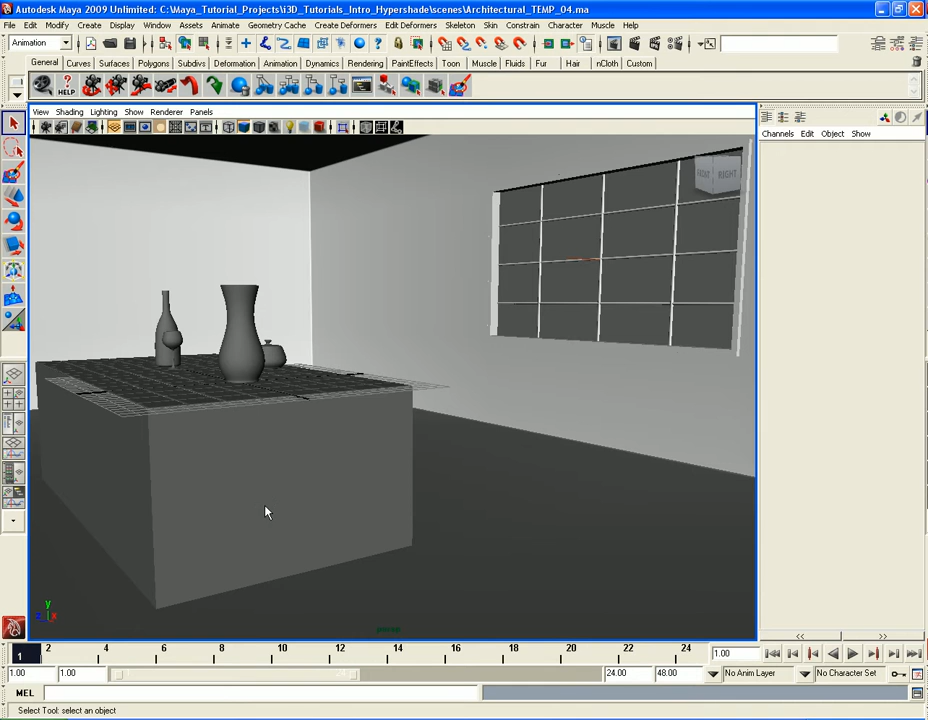 Autodesk Maya 2009 Unlimited: C:\Maya_Tutorial_Projects\i3D_Tutorials_Intro_Hypershade\scenes\Architectural_TEMP_04.ma
File Edit Modify Create Display Window Assets Animate Geometry Cache Create Deformers Edit Deformers Skeleton Skin Constrain Character Muscle Help
Animation
General Curves Surfaces Polygons Subdivs Deformation Animation Dynamics Rendering PaintEffects Toon Muscle Fluids Fur Hair nCloth Custom
HELP
View Shading Lighting Show Renderer Panels
Channels Edit Object Show
FRONT RIGHT
y
z x
persp
<< >>
1 2 4 6 8 10 12 14 16 18 20 22 24 1.00
1.00 1.00 24.00 48.00 No Anim Layer No Character Set
MEL
Select Tool: select an object